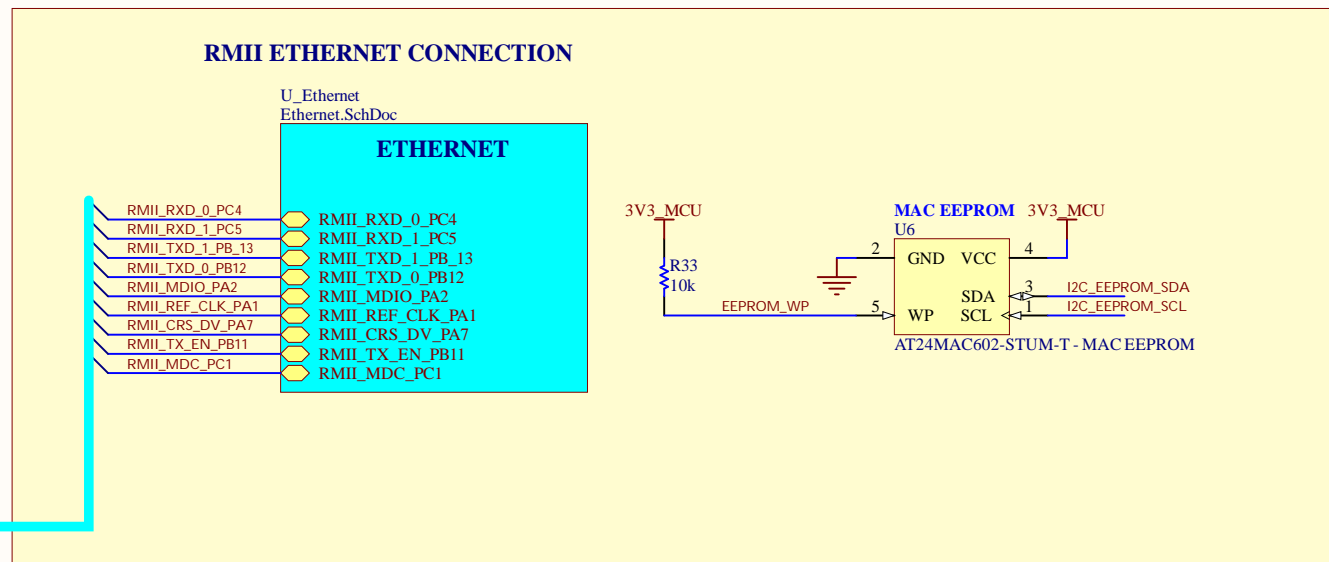 RMII ETHERNET CONNECTION
U_Ethernet
Ethernet.SchDoc
ETHERNET
RMII_RXD_0_PC4
RMII_RXD_1_PC5
RMII_TXD_1_PB_13
RMII_TXD_0_PB12
RMII_MDIO_PA2
RMII_REF_CLK_PA1
RMII_CRS_DV_PA7
RMII_TX_EN_PB11
RMII_MDC_PC1
RMII_RXD_0_PC4
RMII_RXD_1_PC5
RMII_TXD_1_PB_13
RMII_TXD_0_PB12
RMII_MDIO_PA2
RMII_REF_CLK_PA1
RMII_CRS_DV_PA7
RMII_TX_EN_PB11
RMII_MDC_PC1
3V3_MCU
R33
10k
EEPROM_WP
MAC EEPROM
U6
3V3_MCU
2 GND VCC 4
SDA 3 I2C_EEPROM_SDA
5 WP SCL 1 I2C_EEPROM_SCL
AT24MAC602-STUM-T - MAC EEPROM